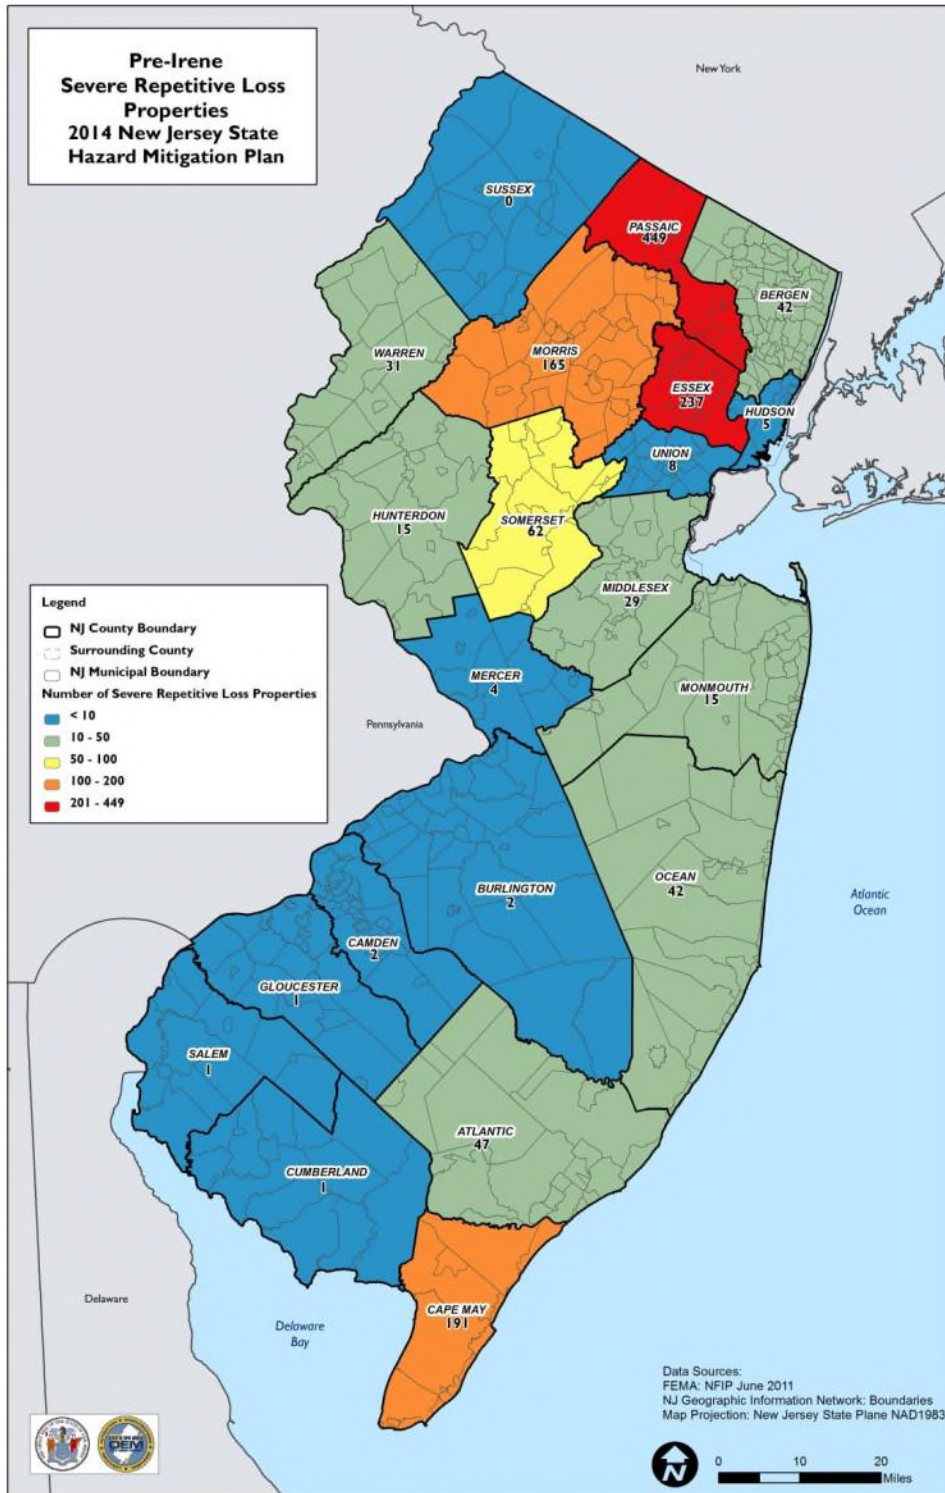 Pre-Irene
Severe Repetitive Loss
Properties
2014 New Jersey State
Hazard Mitigation Plan
New York
SUSSEX
0
PASSAIC
449
BERGEN
42
WARREN
31
MORRIS
165
ESSEX
237
HUDSON
5
UNION
8
HUNTERDON
15
SOMERSET
62
MIDDLESEX
29
Legend
NJ County Boundary
Surrounding County
NJ Municipal Boundary
Number of Severe Repetitive Loss Properties
< 10
10 - 50
50 - 100
100 - 200
201 - 449
MERCER
4
MONMOUTH
15
Pennsylvania
BURLINGTON
2
OCEAN
42
Atlantic
Ocean
CAMDEN
2
GLOUCESTER
1
SALEM
1
ATLANTIC
47
CUMBERLAND
1
Delaware
Delaware
Bay
CAPE MAY
191
Data Sources:
FEMA: NFIP June 2011
NJ Geographic Information Network: Boundaries
Map Projection: New Jersey State Plane NAD1983
OEM
N
0 10 20
Miles